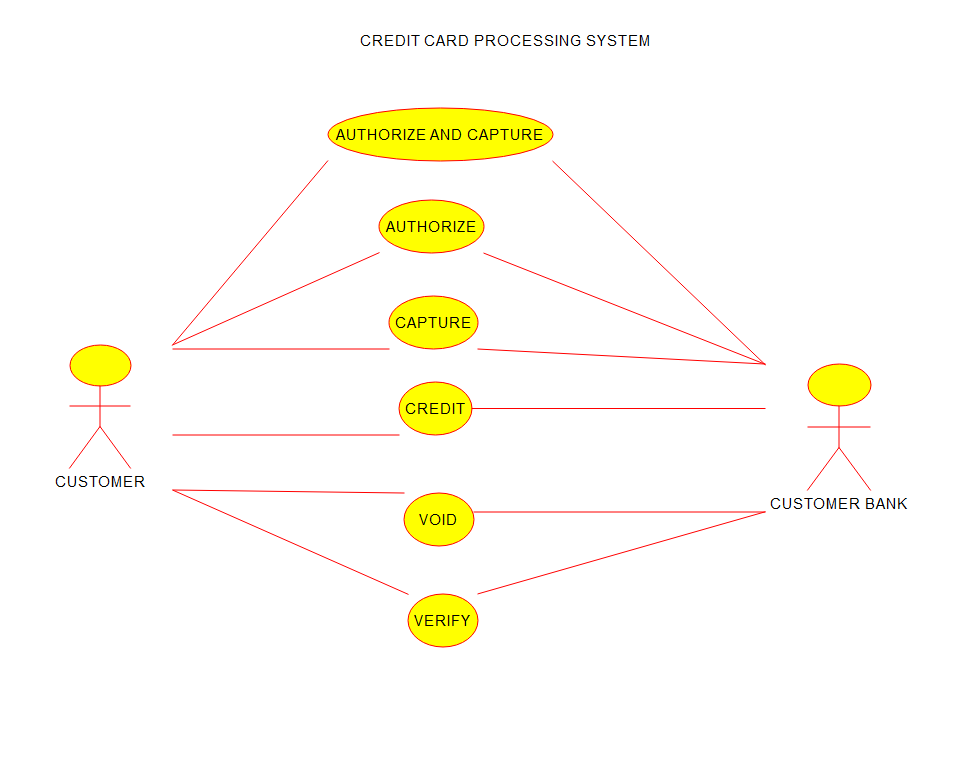 CREDIT CARD PROCESSING SYSTEM
AUTHORIZE AND CAPTURE
AUTHORIZE
CAPTURE
CREDIT
CUSTOMER
CUSTOMER BANK
VOID
VERIFY